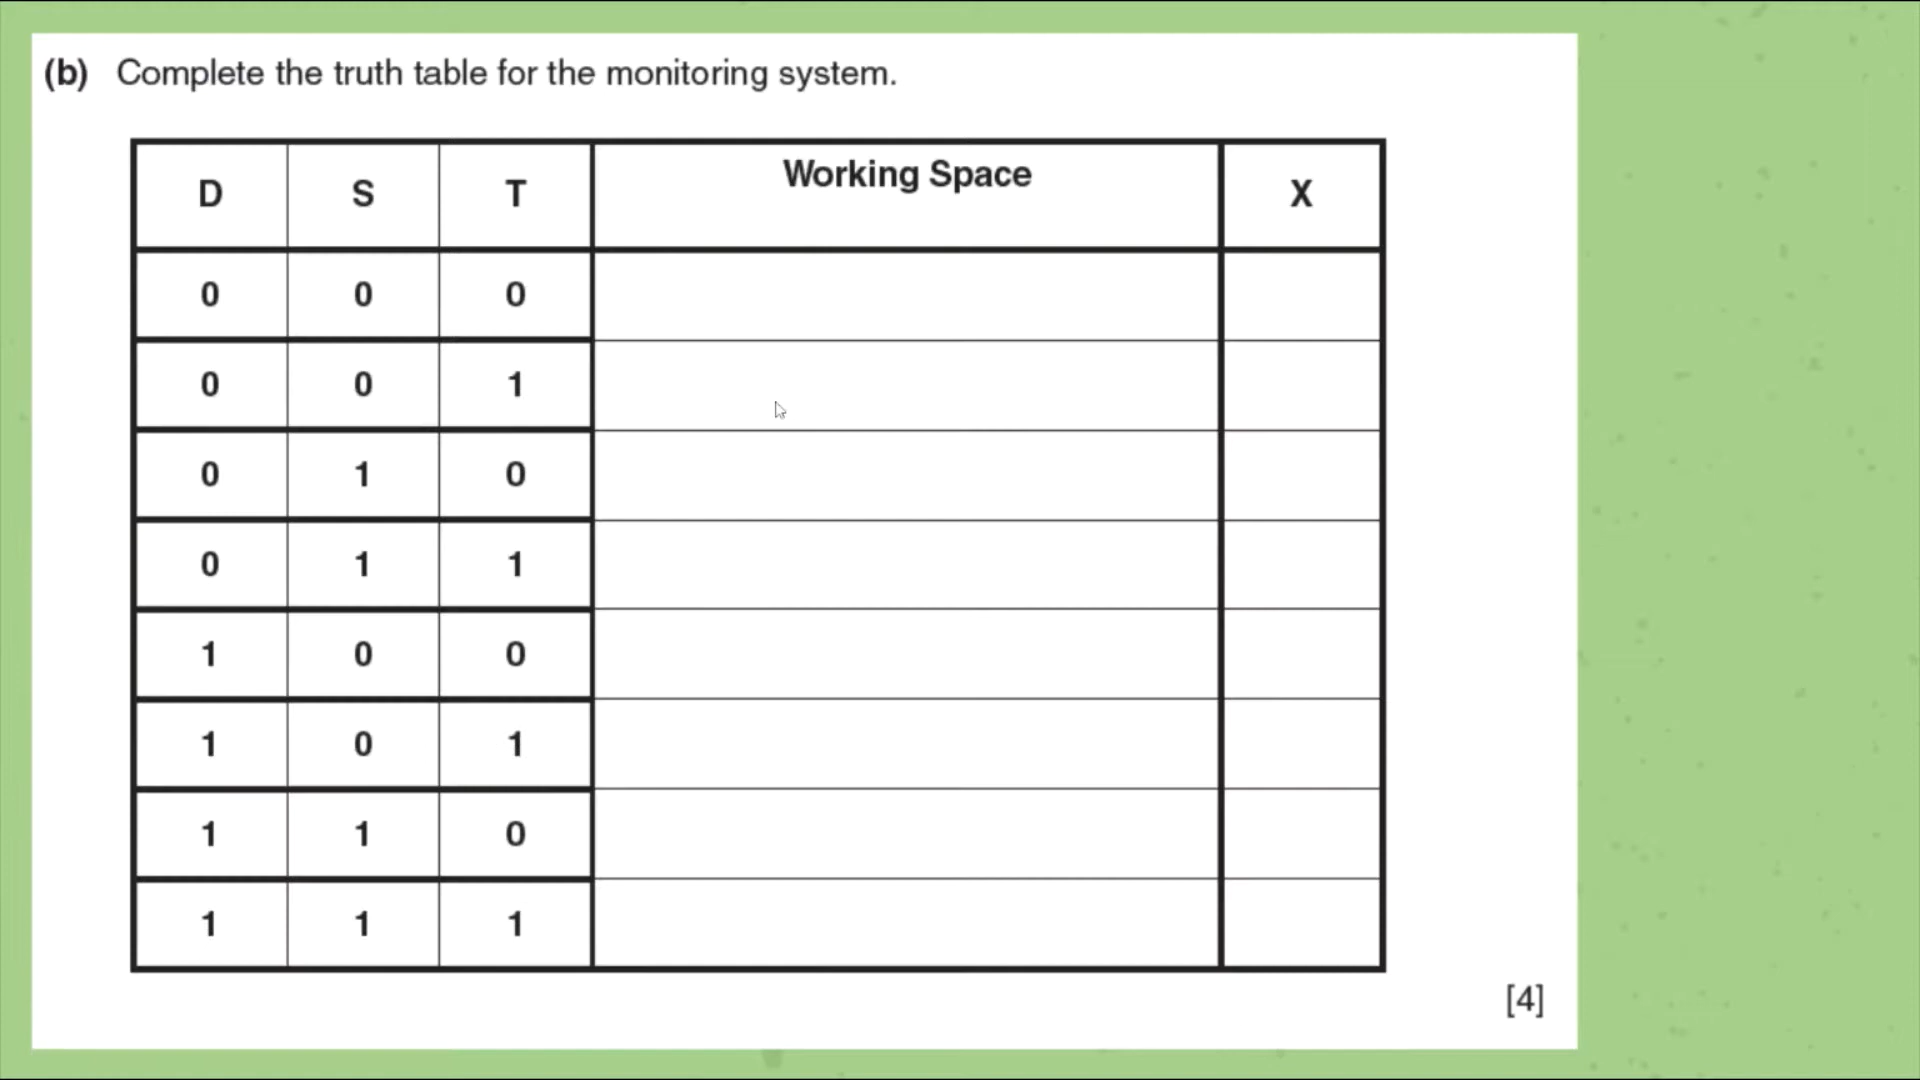 (b) Complete the truth table for the monitoring system.
D S T Working Space X
0 0 0
0 0 1
0 1 0
0 1 1
1 0 0
1 0 1
1 1 0
1 1 1
[4]